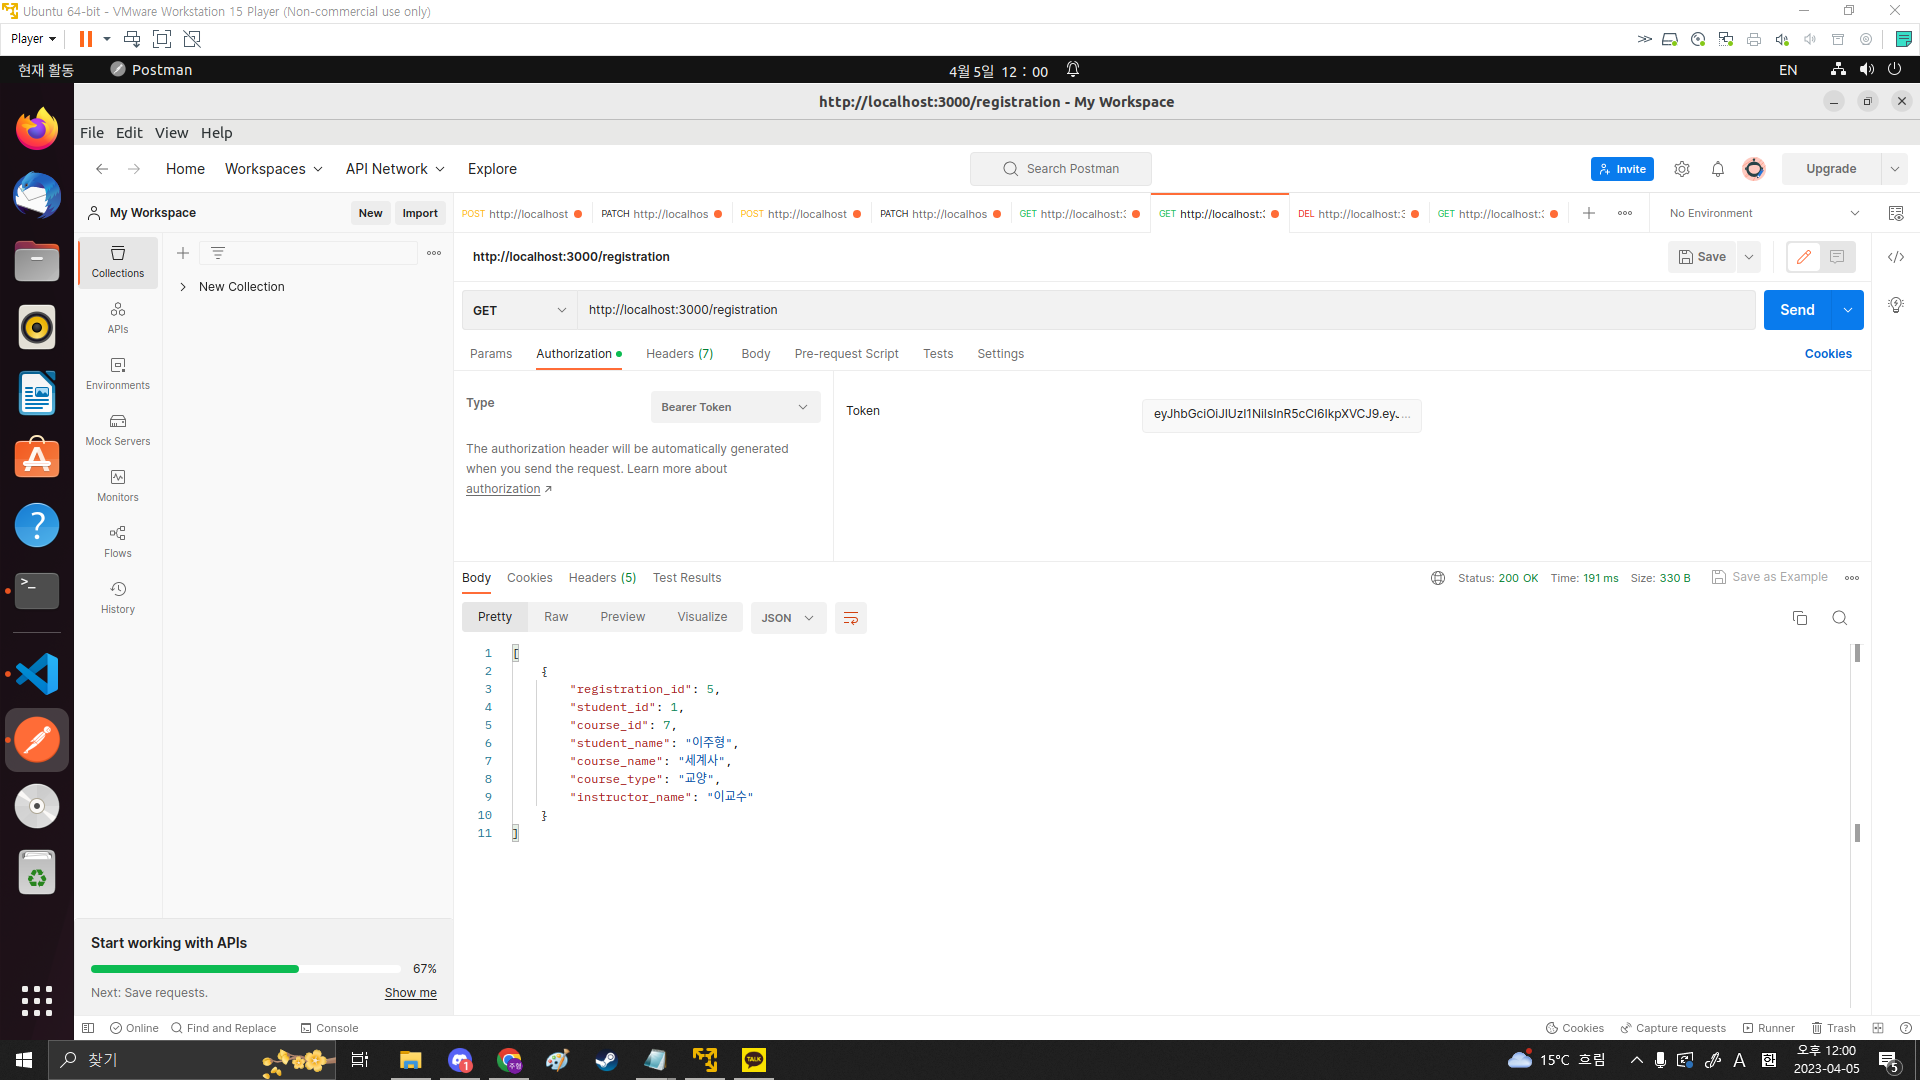 Ubuntu 64-bit - VMware Workstation 15 Player (Non-commercial use only)
Player
현재 활동 Postman 4월 5일 12 : 00 EN
http://localhost:3000/registration - My Workspace
File Edit View Help
Home Workspaces API Network Explore Search Postman Invite Upgrade
My Workspace New Import POST http://localhost PATCH http://localhos POST http://localhost PATCH http://localhos GET http://localhost: GET http://localhost: DEL http://localhost: GET http://localhost: No Environment
Collections
APIs
Environments
Mock Servers
Monitors
Flows
History
New Collection
http://localhost:3000/registration Save
GET http://localhost:3000/registration Send
Params Authorization Headers (7) Body Pre-request Script Tests Settings Cookies
Type Bearer Token
The authorization header will be automatically generated
when you send the request. Learn more about
authorization ↗
Token
Body Cookies Headers (5) Test Results Status: 200 OK Time: 191 ms Size: 330 B Save as Example
Pretty Raw Preview Visualize JSON
1 [
2 {
3 "registration_id": 5,
4 "student_id": 1,
5 "course_id": 7,
6 "student_name": "이주형",
7 "course_name": "세계사",
8 "course_type": "교양",
9 "instructor_name": "이교수"
10 }
11 ]
Start working with APIs
67%
Next: Save requests. Show me
Online Find and Replace Console Cookies Capture requests Runner Trash
찾기 15°C 흐림 A 오후 12:00
2023-04-05 5